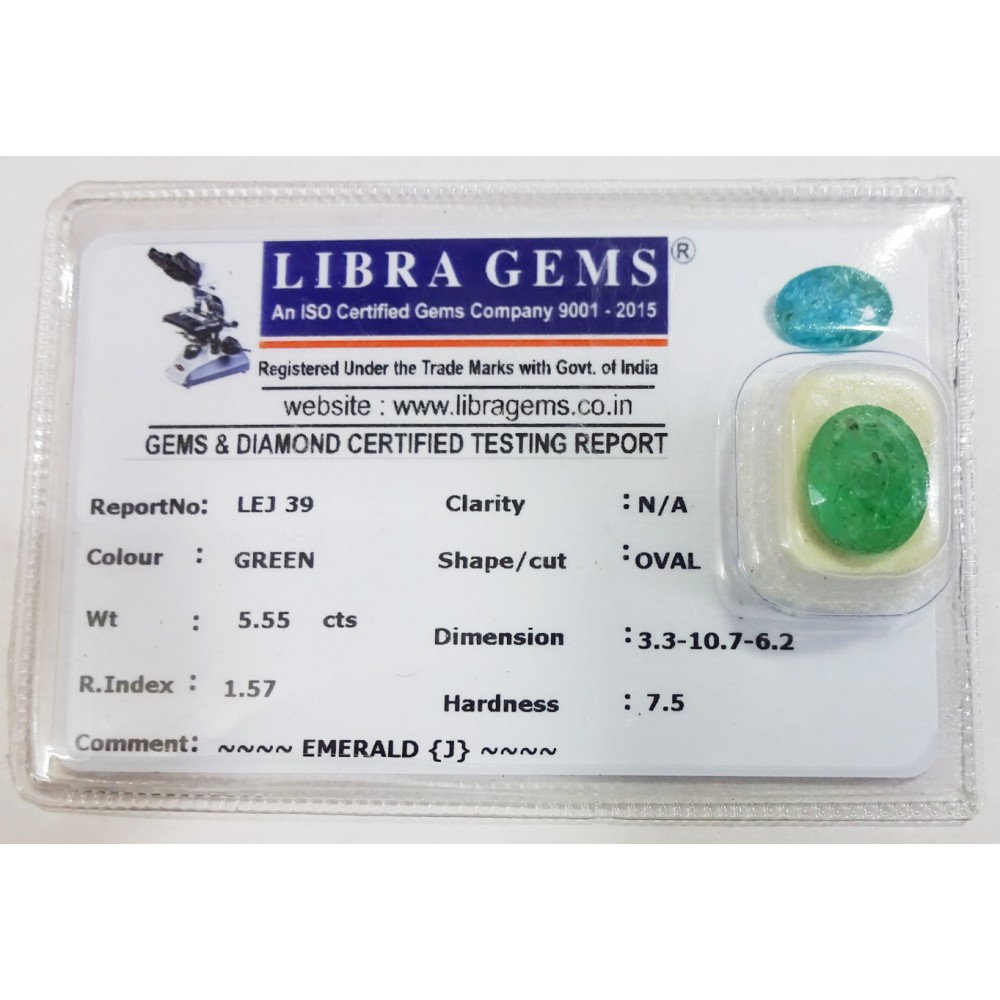 LIBRA GEMS ®
An ISO Certified Gems Company 9001 - 2015
Registered Under the Trade Marks with Govt. of India
website : www.libragems.co.in
GEMS & DIAMOND CERTIFIED TESTING REPORT
ReportNo: LEJ 39 Clarity : N/A
Colour : GREEN Shape/cut : OVAL
Wt : 5.55 cts Dimension : 3.3-10.7-6.2
R.Index : 1.57 Hardness : 7.5
Comment: ~~~~ EMERALD {J} ~~~~